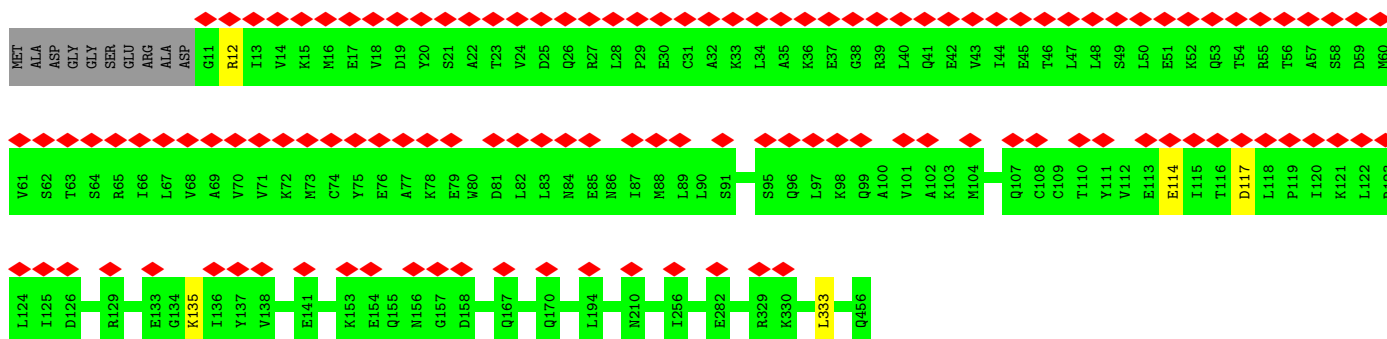 MET ALA ASP GLY GLY SER GLU ARG ALA ASP G11 R12 I13 V14 K15 M16 E17 V18 D19 Y20 S21 A22 T23 V24 D25 Q26 R27 L28 P29 E30 C31 A32 K33 L34 A35 K36 E37 G38 R39 L40 Q41 E42 V43 I44 E45 T46 L47 L48 S49 L50 E51 K52 Q53 T54 R55 T56 A57 S58 D59 M60
V61 S62 T63 S64 R65 I66 L67 V68 A69 V70 V71 K72 M73 C74 Y75 E76 A77 K78 E79 W80 D81 L82 L83 N84 E85 N86 I87 M88 L89 L90 S91 S95 Q96 L97 K98 Q99 A100 V101 A102 K103 M104 Q107 C108 C109 T110 Y111 V112 E113 E114 I115 T116 D117 L118 P119 I120 K121 L122
L124 I125 D126 R129 E133 G134 K135 I136 Y137 V138 E141 K153 E154 Q155 N156 G157 D158 Q167 Q170 L194 N210 I256 E282 R329 K330 L333 Q456